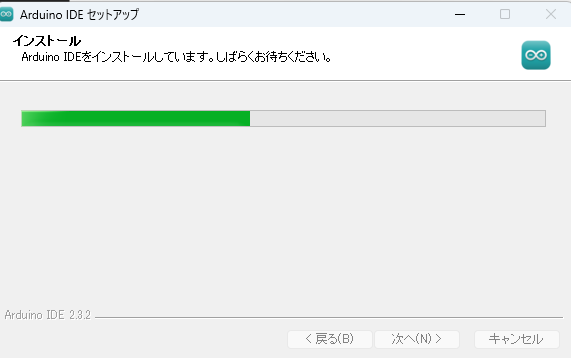 Arduino IDE セットアップ
インストール
Arduino IDEをインストールしています。しばらくお待ちください。
Arduino IDE 2.3.2
< 戻る(B)
次へ(N) >
キャンセル